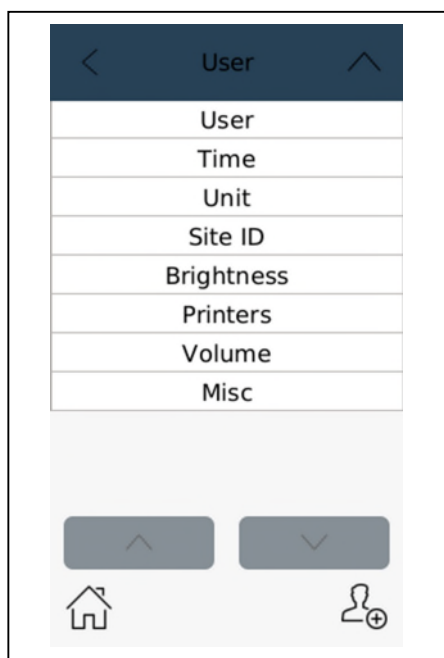 User
User
Time
Unit
Site ID
Brightness
Printers
Volume
Misc